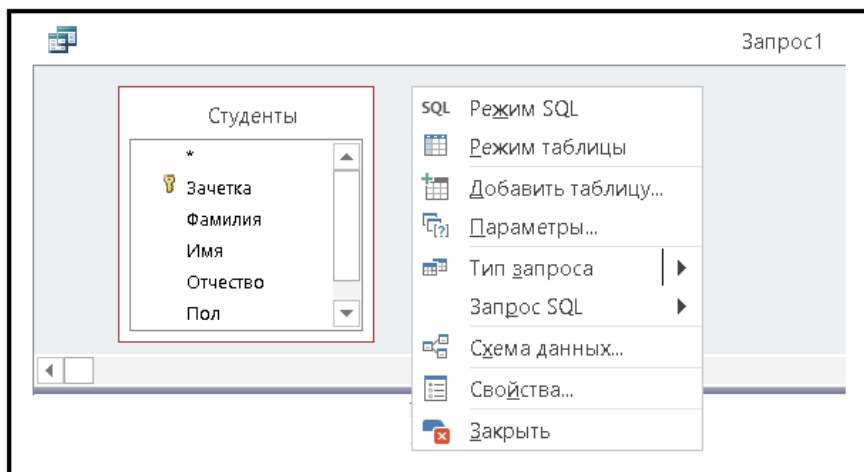 Запрос1
Студенты
*
Зачетка
Фамилия
Имя
Отчество
Пол
SQL Режим SQL
Режим таблицы
Добавить таблицу...
Параметры...
Тип запроса
Запрос SQL
Схема данных...
Свойства...
Закрыть